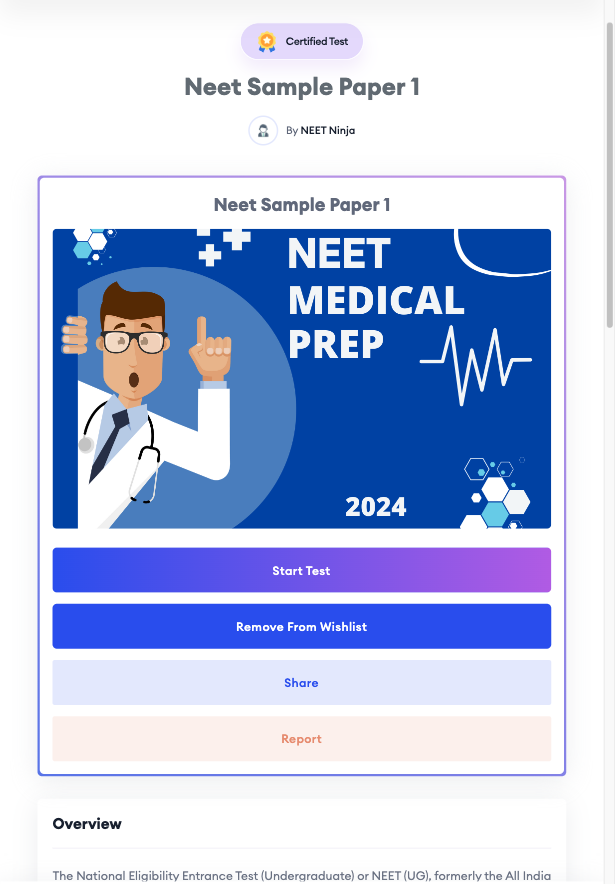 Certified Test
Neet Sample Paper 1
By NEET Ninja
Neet Sample Paper 1
NEET
MEDICAL
PREP
2024
Start Test
Remove From Wishlist
Share
Report
Overview
The National Eligibility Entrance Test (Undergraduate) or NEET (UG), formerly the All India